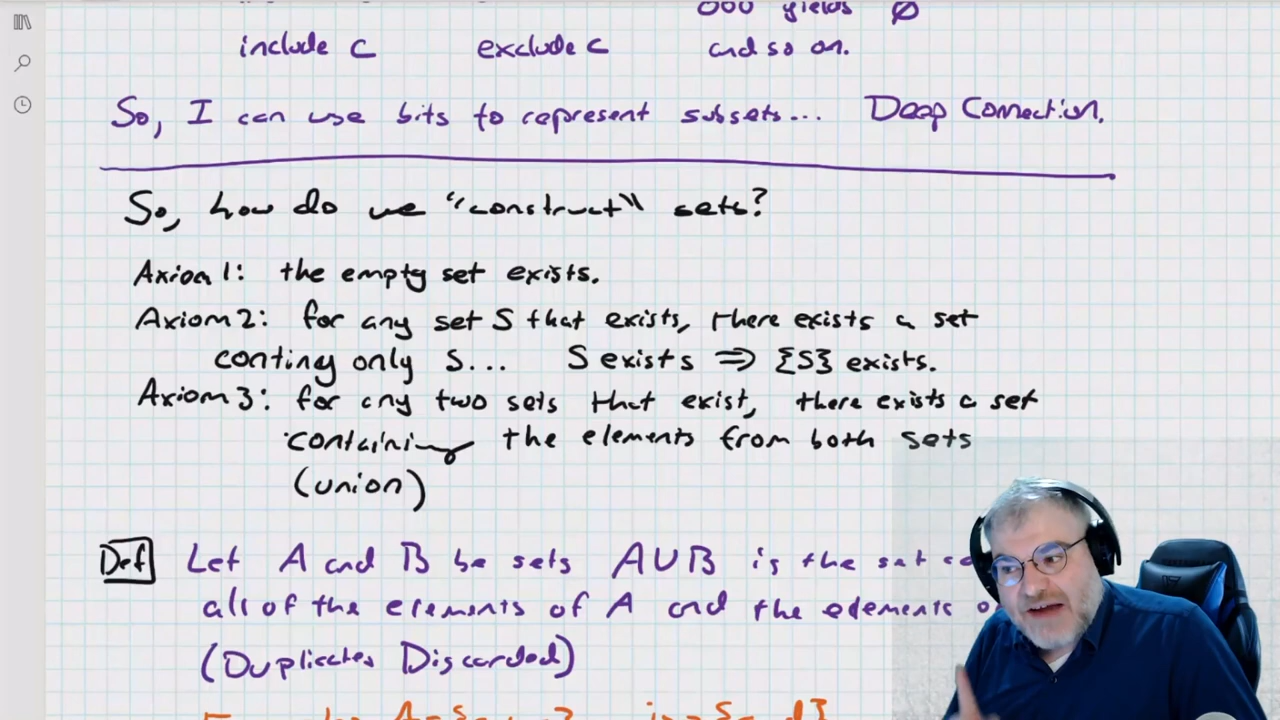 000 yields Ø
include C exclude C and so on.
So, I can use bits to represent subsets... Deep Connection.
So, how do we "construct" sets?
Axiom 1: the empty set exists.
Axiom 2: for any set S that exists, there exists a set
conting only S... S exists ⇒ {S} exists.
Axiom 3: for any two sets that exist, there exists a set
containing the elements from both sets
(union)
Def Let A and B be sets A∪B is the set
all of the elements of A and the elements
(Duplicates Discarded)